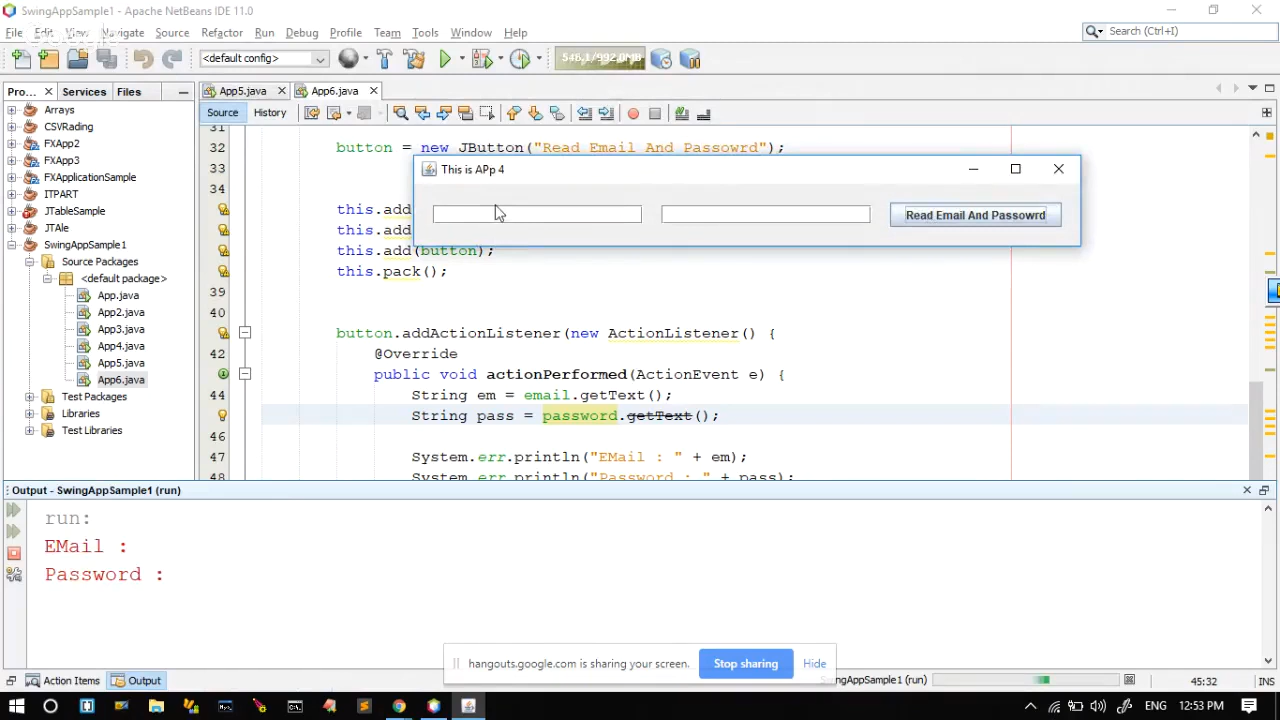 SwingAppSample1 - Apache NetBeans IDE 11.0
File Edit View Navigate Source Refactor Run Debug Profile Team Tools Window Help
Search (Ctrl+I)
<default config>
546.1/992.0MB
Pro...
Services
Files
App5.java
App6.java
Source
History
Arrays
CSVRading
FXApp2
FXApp3
FXApplicationSample
ITPART
JTableSample
JTAle
SwingAppSample1
Source Packages
<default package>
App.java
App2.java
App3.java
App4.java
App5.java
App6.java
Test Packages
Libraries
Test Libraries
31
32 button = new JButton("Read Email And Passowrd");
33
34
this.add
this.add
this.add(button);
this.pack();
39
40
button.addActionListener(new ActionListener() {
42 @Override
public void actionPerformed(ActionEvent e) {
44 String em = email.getText();
String pass = password.getText();
46
47 System.err.println("EMail : " + em);
48 System.err.println("Password : " + pass);
This is APp 4
Read Email And Passowrd
Output - SwingAppSample1 (run)
run:
EMail :
Password :
hangouts.google.com is sharing your screen.
Stop sharing
Hide
Action Items
Output
SwingAppSample1 (run)
45:32
INS
ENG
12:53 PM